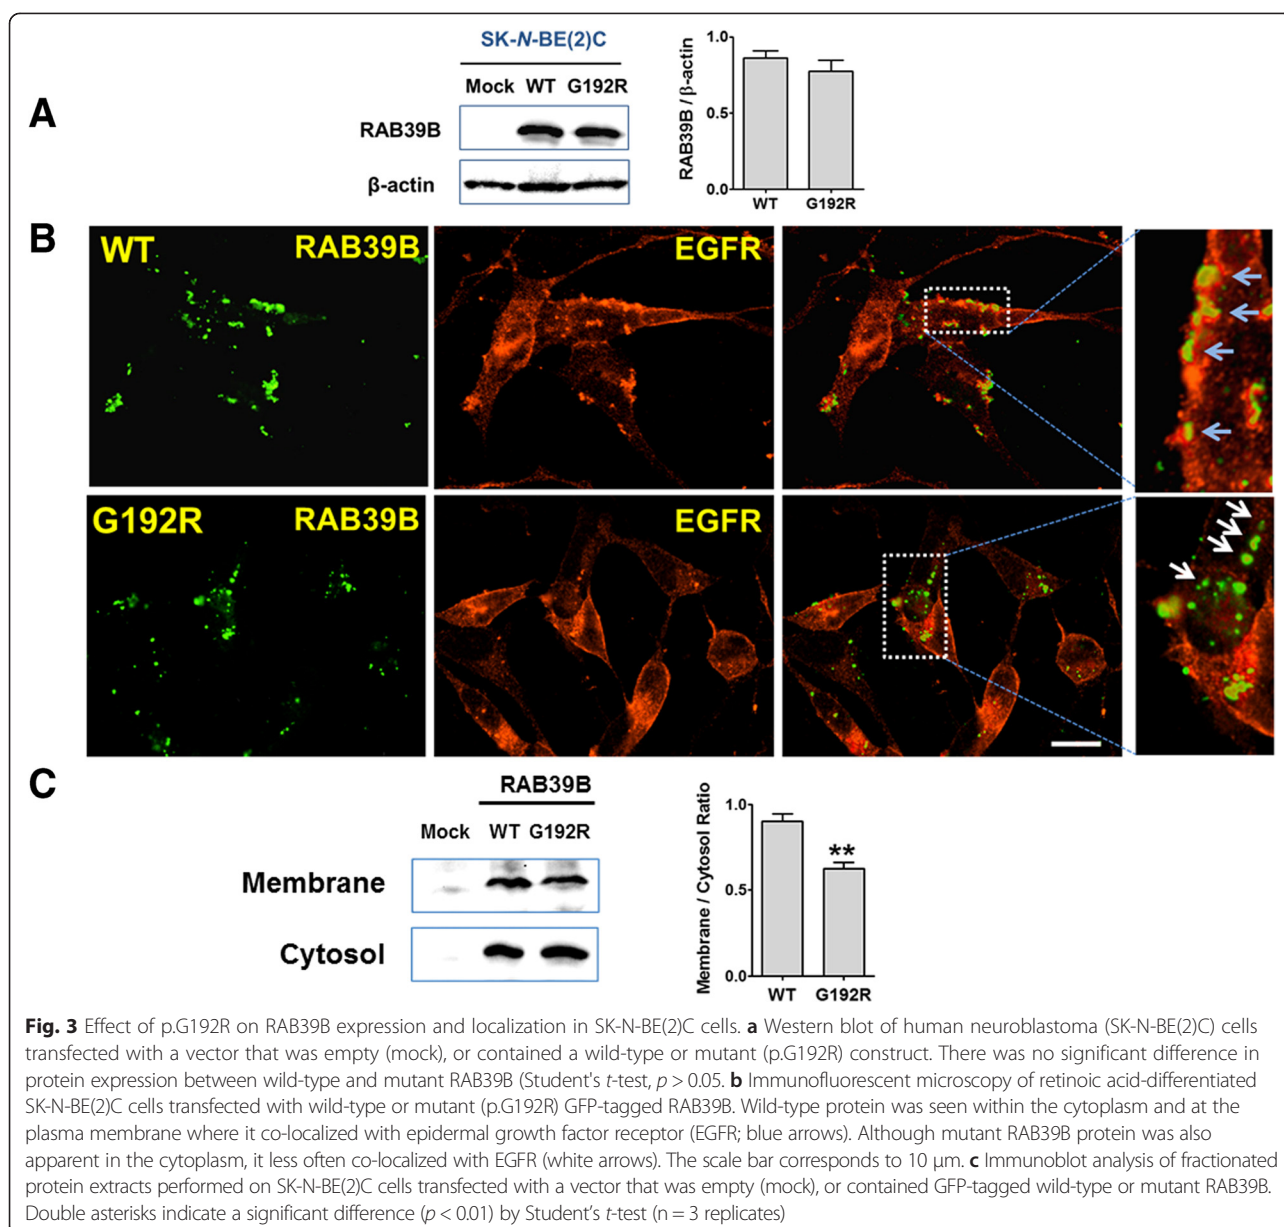 A
SK-N-BE(2)C
Mock WT G192R
RAB39B
β-actin
RAB39B / β-actin
1.0
0.5
0.0
WT G192R
B
WT RAB39B
EGFR
G192R RAB39B
EGFR
C
RAB39B
Mock WT G192R
Membrane
Cytosol
Membrane / Cytosol Ratio
1.0
0.5
0.0
**
WT G192R
Fig. 3 Effect of p.G192R on RAB39B expression and localization in SK-N-BE(2)C cells. a Western blot of human neuroblastoma (SK-N-BE(2)C) cells
transfected with a vector that was empty (mock), or contained a wild-type or mutant (p.G192R) construct. There was no significant difference in
protein expression between wild-type and mutant RAB39B (Student's t-test, p > 0.05. b Immunofluorescent microscopy of retinoic acid-differentiated
SK-N-BE(2)C cells transfected with wild-type or mutant (p.G192R) GFP-tagged RAB39B. Wild-type protein was seen within the cytoplasm and at the
plasma membrane where it co-localized with epidermal growth factor receptor (EGFR; blue arrows). Although mutant RAB39B protein was also
apparent in the cytoplasm, it less often co-localized with EGFR (white arrows). The scale bar corresponds to 10 μm. c Immunoblot analysis of fractionated
protein extracts performed on SK-N-BE(2)C cells transfected with a vector that was empty (mock), or contained GFP-tagged wild-type or mutant RAB39B.
Double asterisks indicate a significant difference (p < 0.01) by Student’s t-test (n = 3 replicates)